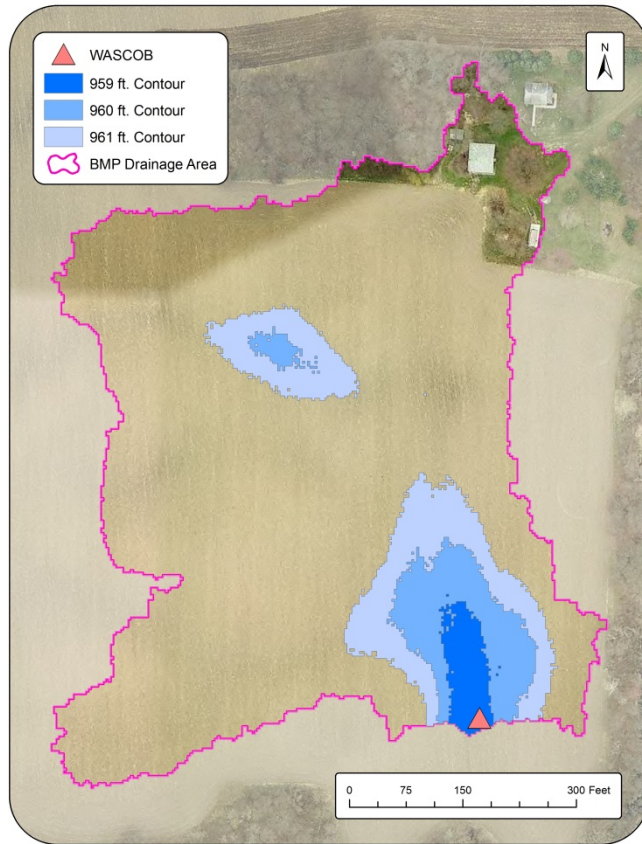 WASCOB
959 ft. Contour
960 ft. Contour
961 ft. Contour
BMP Drainage Area
N
0 75 150 300 Feet